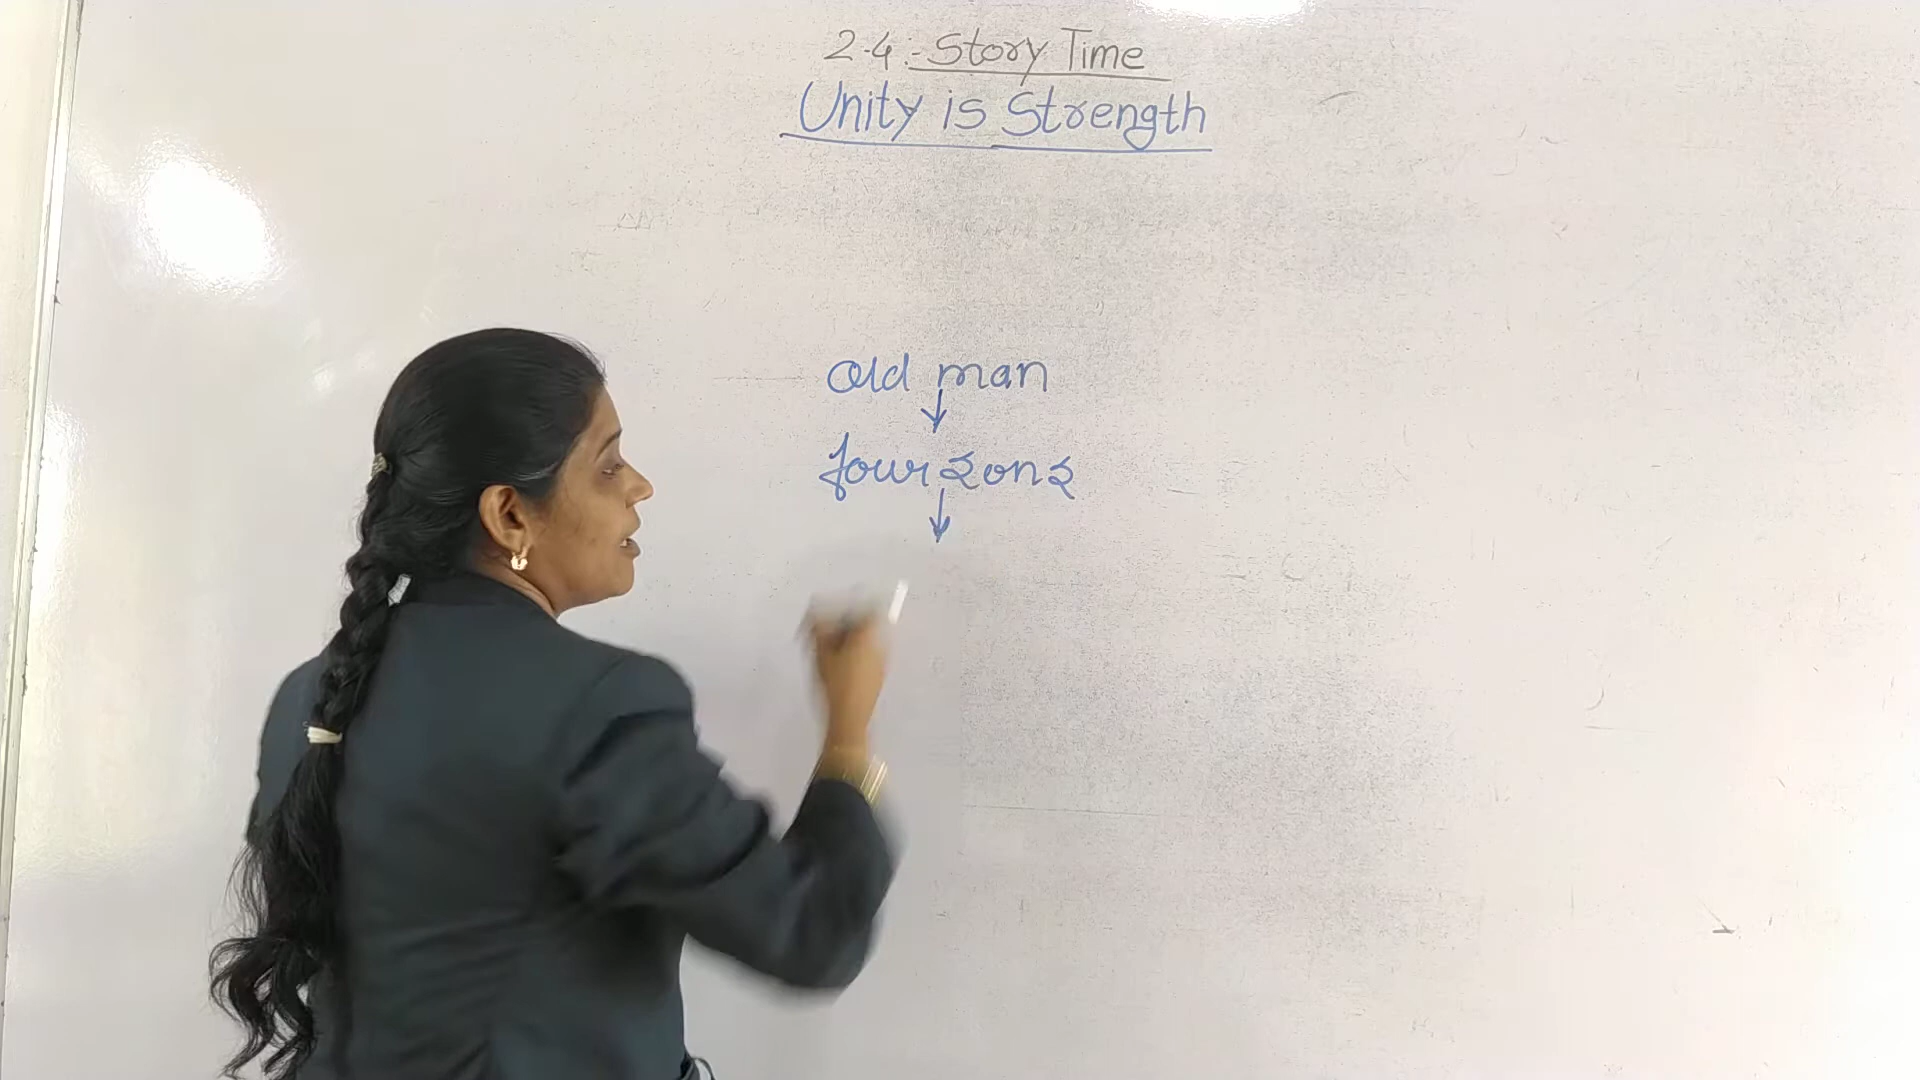 2.4:- Story Time
Unity is Strength
old man
↓
four sons
↓